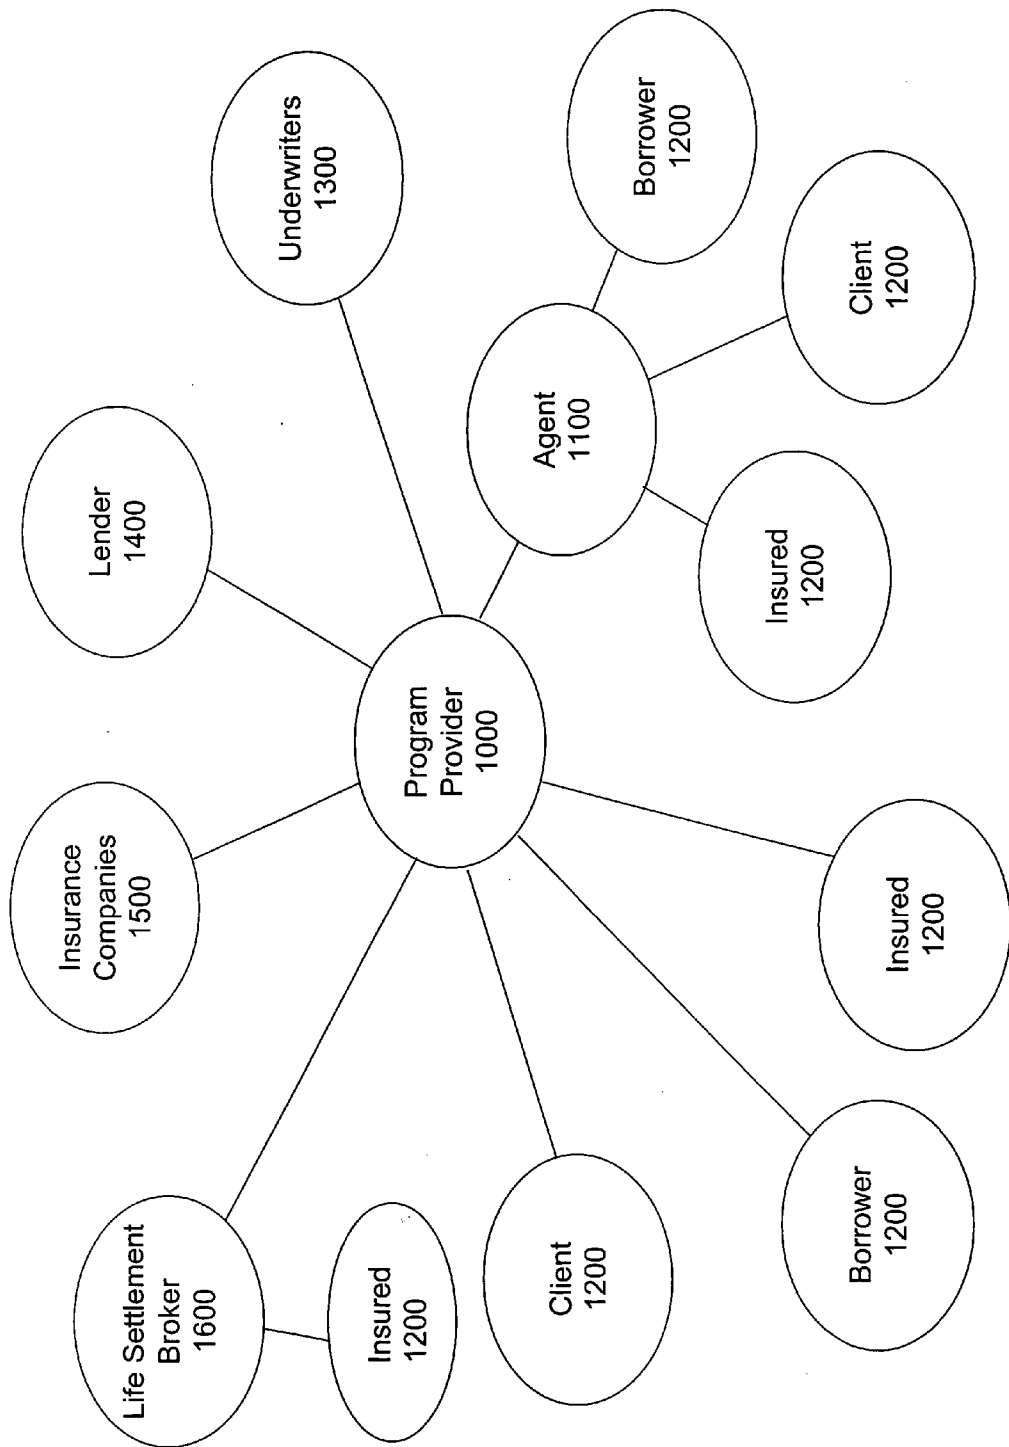 Life Settlement
Broker
1600
Insurance
Companies
1500
Lender
1400
Underwriters
1300
Insured
1200
Program
Provider
1000
Agent
1100
Borrower
1200
Client
1200
Insured
1200
Client
1200
Borrower
1200
Insured
1200